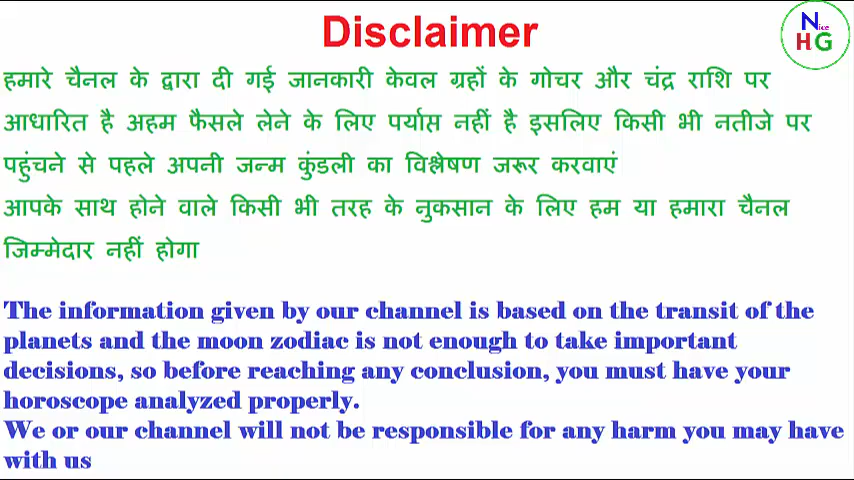 Disclaimer
Nice
HG
हमारे चैनल के द्वारा दी गई जानकारी केवल ग्रहों के गोचर और चंद्र राशि पर
आधारित है अहम फैसले लेने के लिए पर्याप्त नहीं है इसलिए किसी भी नतीजे पर
पहुंचने से पहले अपनी जन्म कुंडली का विश्लेषण जरूर करवाएं
आपके साथ होने वाले किसी भी तरह के नुकसान के लिए हम या हमारा चैनल
जिम्मेदार नहीं होगा
The information given by our channel is based on the transit of the
planets and the moon zodiac is not enough to take important
decisions, so before reaching any conclusion, you must have your
horoscope analyzed properly.
We or our channel will not be responsible for any harm you may have
with us